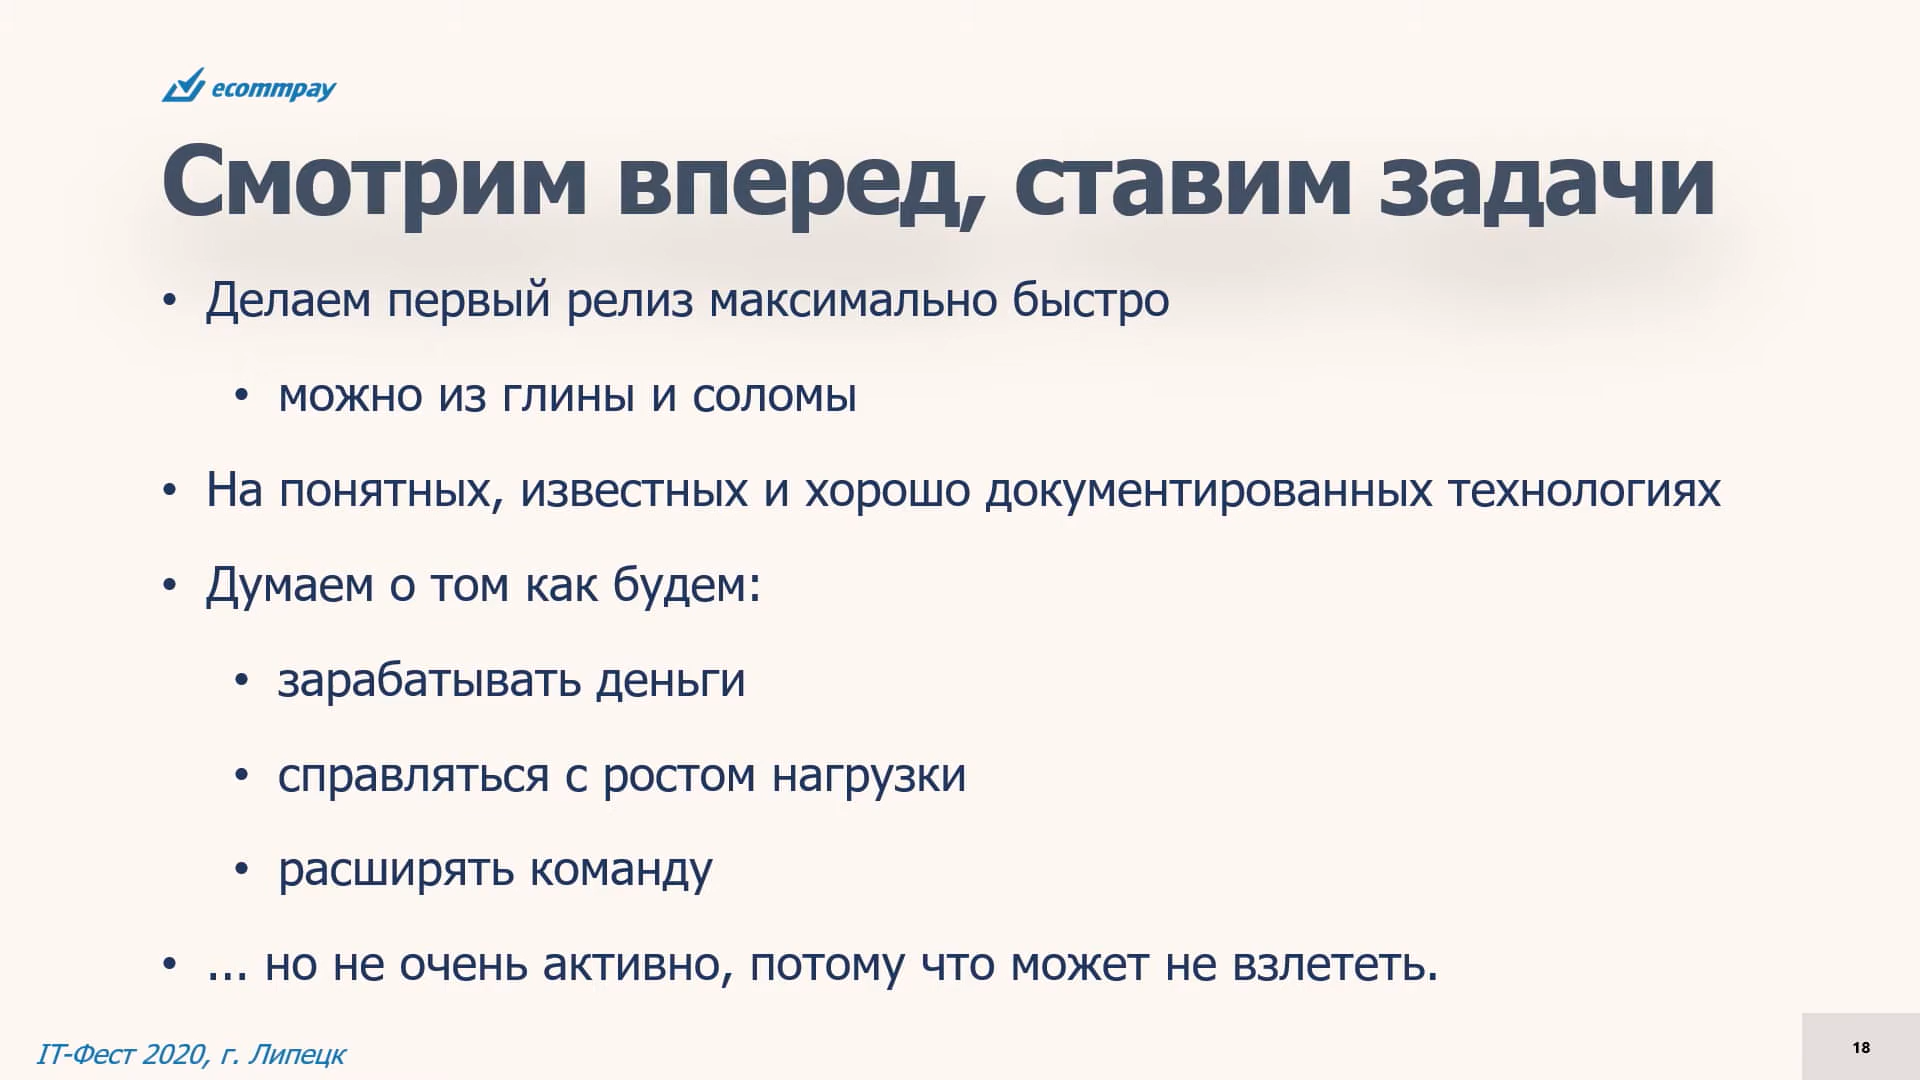 ecommpay
Смотрим вперед, ставим задачи
• Делаем первый релиз максимально быстро
• можно из глины и соломы
• На понятных, известных и хорошо документированных технологиях
• Думаем о том как будем:
• зарабатывать деньги
• справляться с ростом нагрузки
• расширять команду
• ... но не очень активно, потому что может не взлететь.
IT-Фест 2020, г. Липецк
18